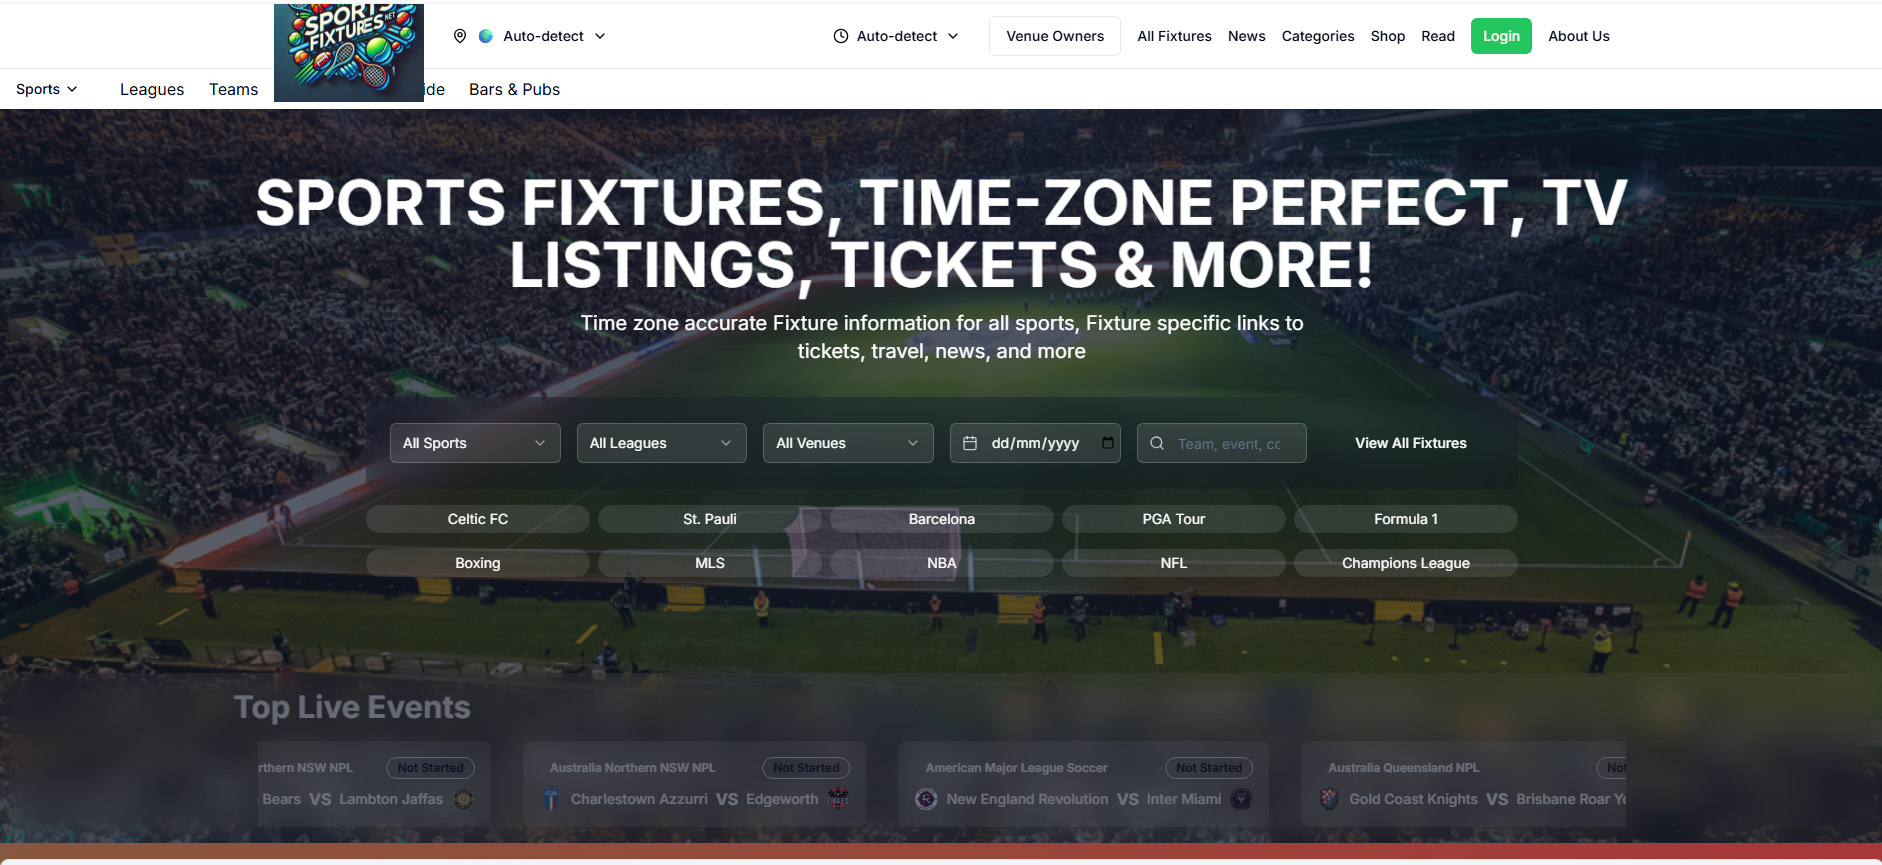 SPORTS
NET
FIXTURES
Auto-detect
Auto-detect
Venue Owners
All Fixtures
News
Categories
Shop
Read
Login
About Us
Sports
Leagues
Teams
ide
Bars & Pubs
SPORTS FIXTURES, TIME-ZONE PERFECT, TV
LISTINGS, TICKETS & MORE!
Time zone accurate Fixture information for all sports, Fixture specific links to
tickets, travel, news, and more
All Sports
All Leagues
All Venues
dd/mm/yyyy
Team, event, cc
View All Fixtures
Celtic FC
St. Pauli
Barcelona
PGA Tour
Formula 1
Boxing
MLS
NBA
NFL
Champions League
Top Live Events
rthern NSW NPL
Not Started
Bears VS Lambton Jaffas
Australia Northern NSW NPL
Not Started
Charlestown Azzurri VS Edgeworth
American Major League Soccer
Not Started
New England Revolution VS Inter Miami
Australia Queensland NPL
Not
Gold Coast Knights VS Brisbane Roar Yo